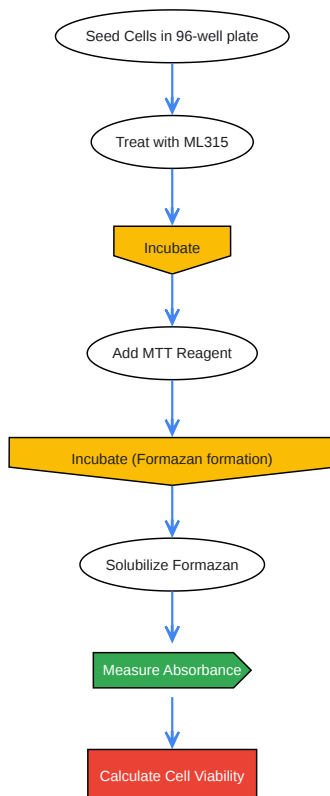 Seed Cells in 96-well plate
Treat with ML315
Incubate
Add MTT Reagent
Incubate (Formazan formation)
Solubilize Formazan
Measure Absorbance
Calculate Cell Viability